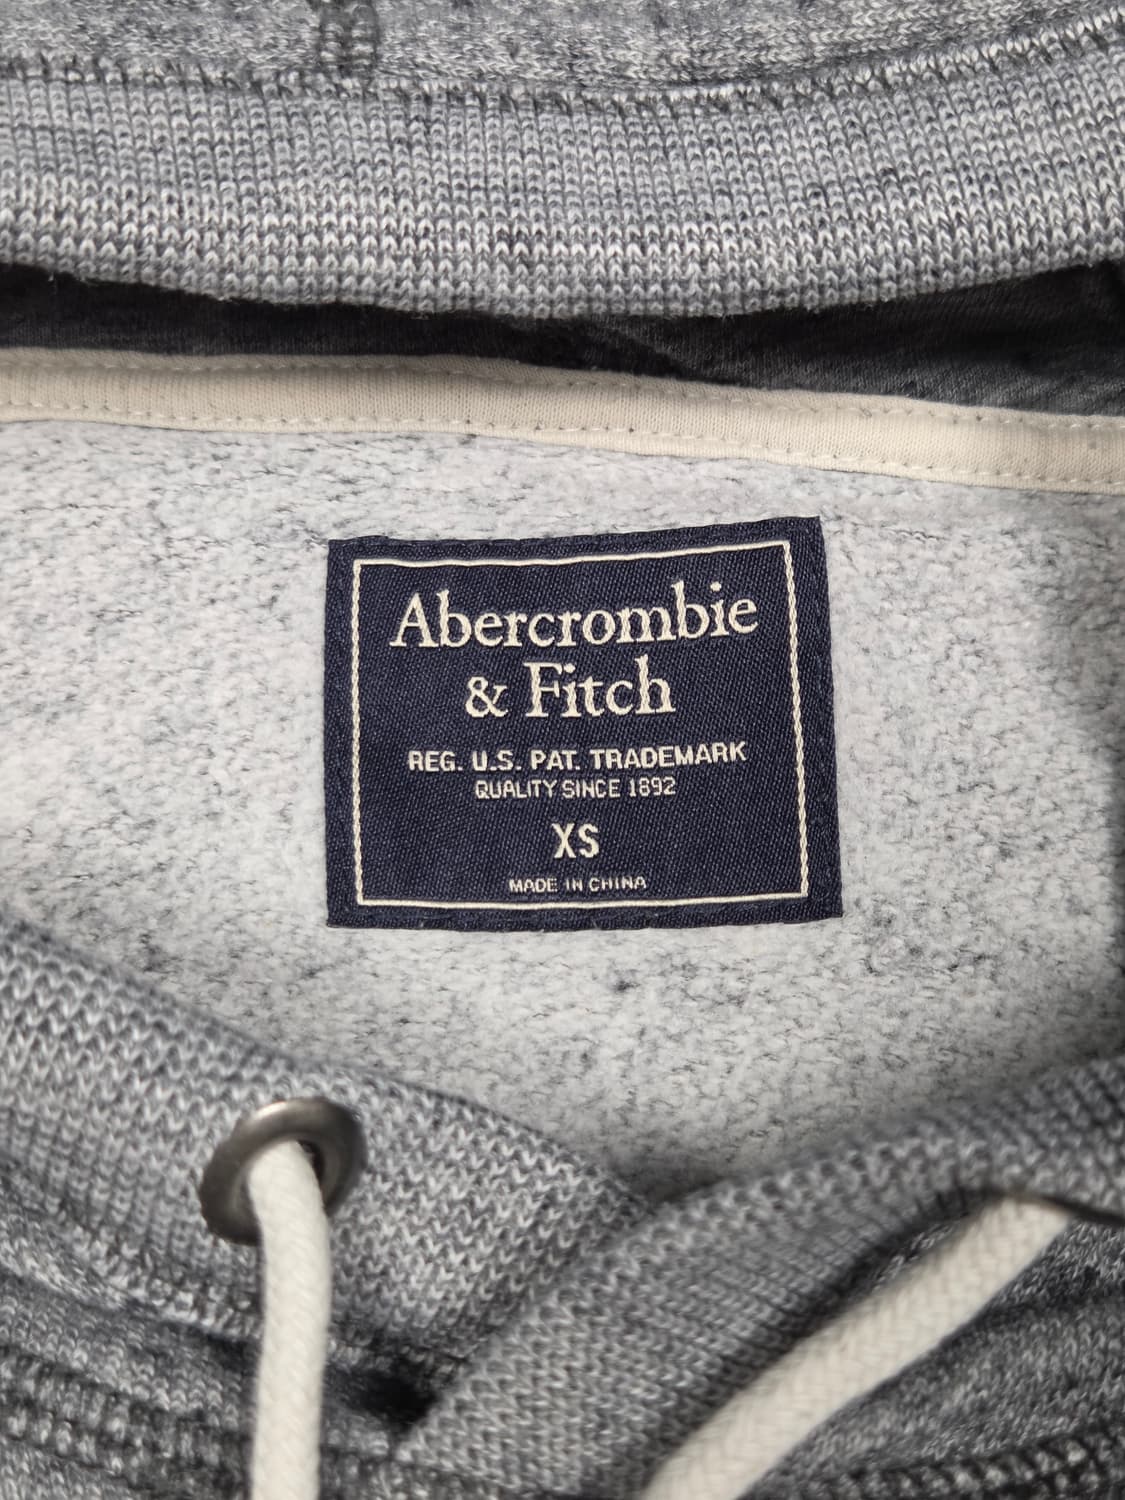 Abercrombie
& Fitch
REG. U.S. PAT. TRADEMARK
QUALITY SINCE 1892
XS
MADE IN CHINA